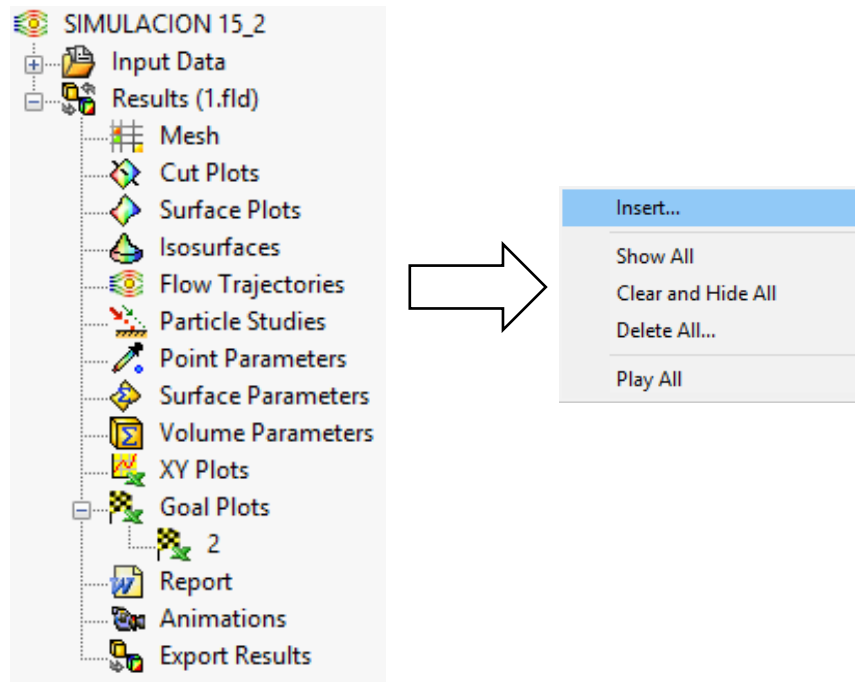 SIMULACION 15_2
Input Data
Results (1.fld)
Mesh
Cut Plots
Surface Plots
Isosurfaces
Flow Trajectories
Particle Studies
Point Parameters
Surface Parameters
Volume Parameters
XY Plots
Goal Plots
2
Report
Animations
Export Results
Insert...
Show All
Clear and Hide All
Delete All...
Play All